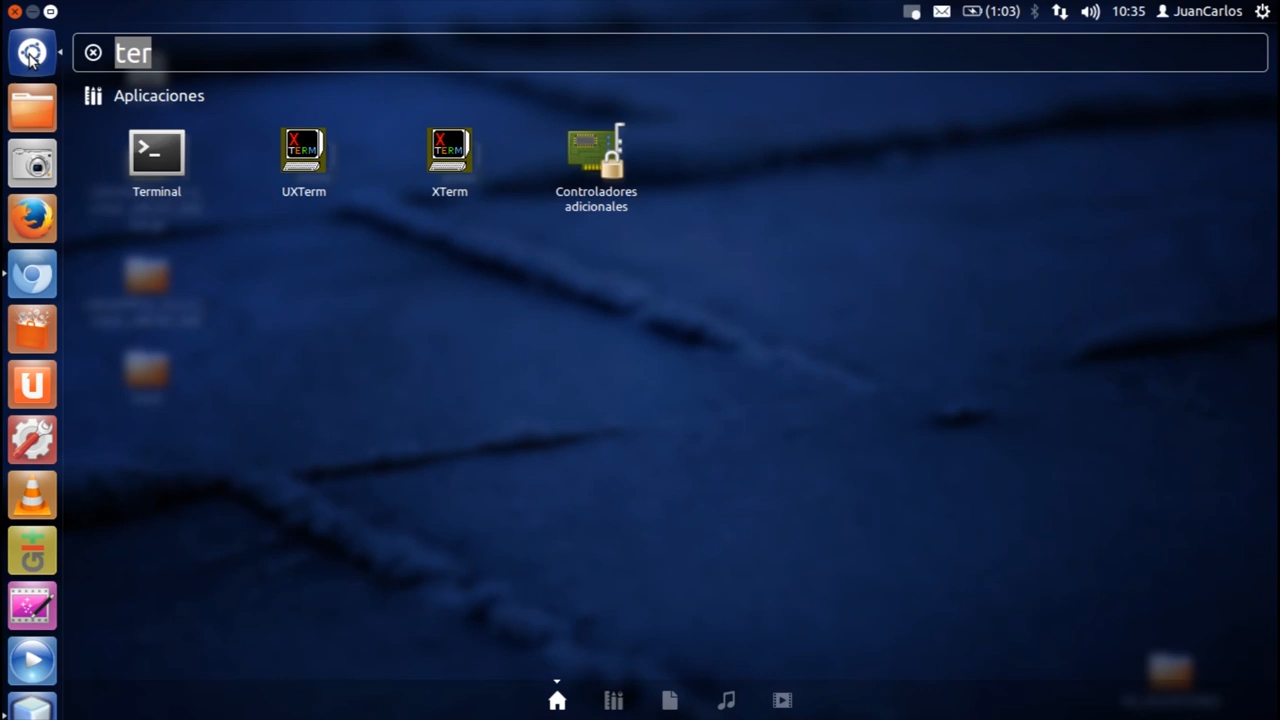 (1:03) 10:35 JuanCarlos
ter
Aplicaciones
Terminal
UXTerm
XTerm
Controladores
adicionales